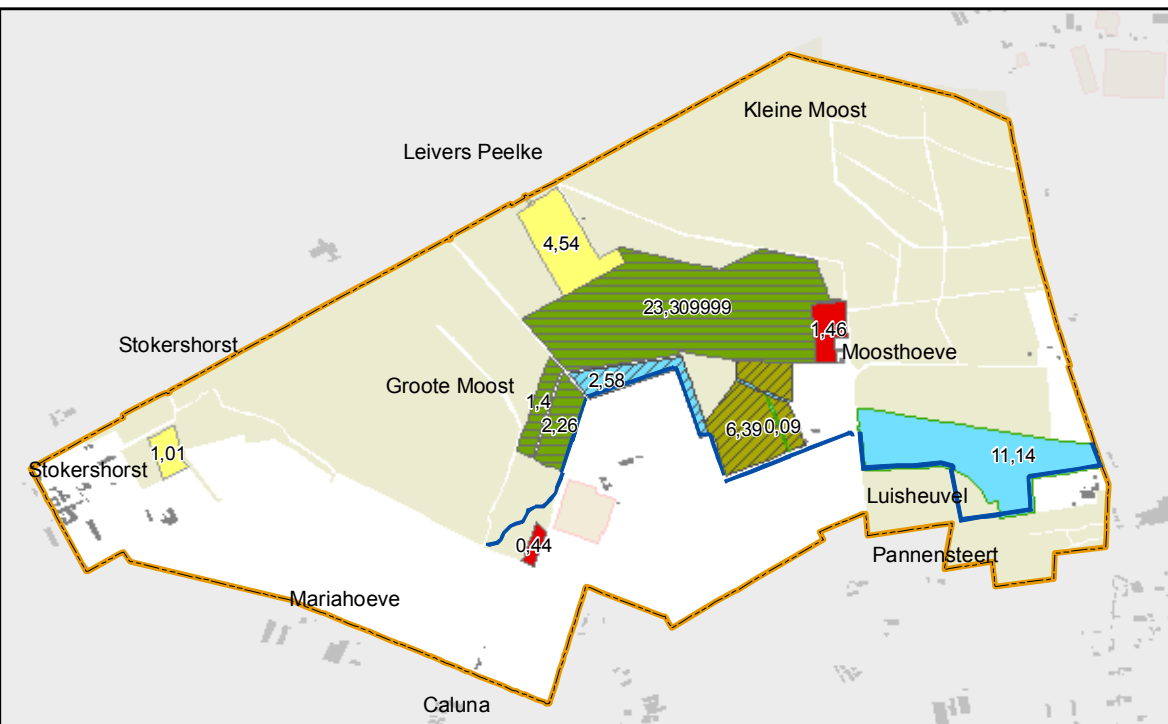 Kleine Moost
Leivers Peelke
4,54
23,309999
1,46
Stokershorst
Moosthoeve
2,58
Groote Moost
1,4
2,26
6,39
0,09
1,01
11,14
Stokershorst
Luisheuvel
0,44
Pannensteert
Mariahoeve
Caluna